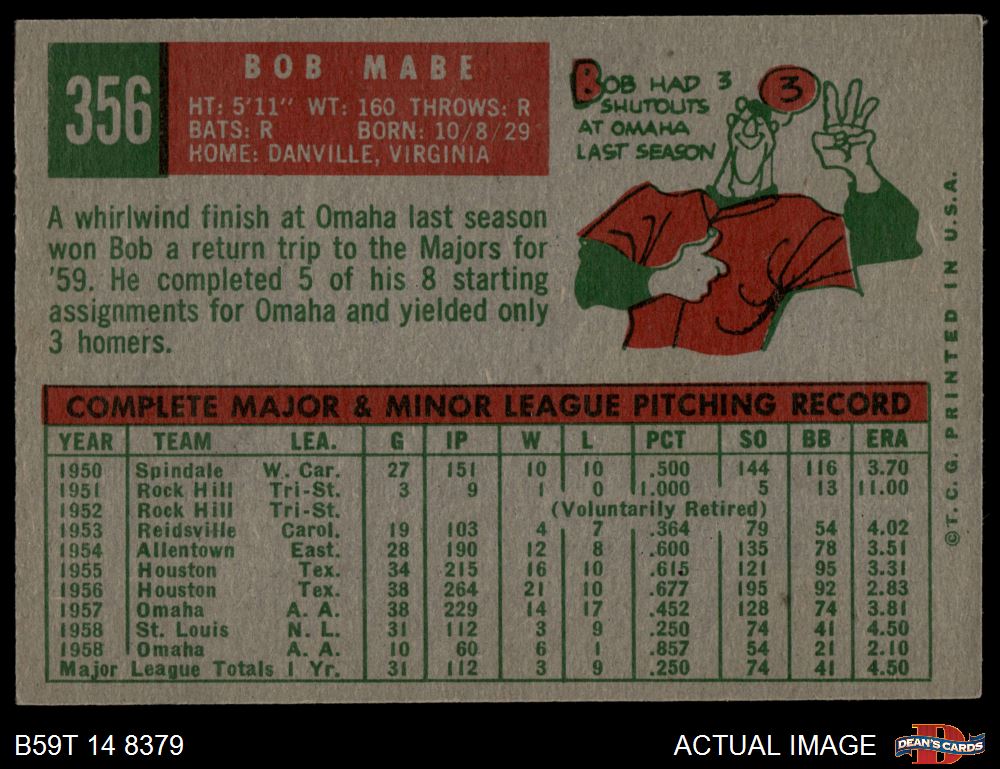 356
BOB MABE
HT: 5'11" WT: 160 THROWS: R
BATS: R BORN: 10/8/29
HOME: DANVILLE, VIRGINIA
BOB HAD 3
SHUTOUTS
AT OMAHA
LAST SEASON
3
A whirlwind finish at Omaha last season
won Bob a return trip to the Majors for
'59. He completed 5 of his 8 starting
assignments for Omaha and yielded only
3 homers.
COMPLETE MAJOR & MINOR LEAGUE PITCHING RECORD
YEAR TEAM LEA. G IP W L PCT SO BB ERA
1950 Spindale W. Car. 27 151 10 10 .500 144 116 3.70
1951 Rock Hill Tri-St. 3 9 1 0 1.000 5 13 11.00
1952 Rock Hill Tri-St. (Voluntarily Retired)
1953 Reidsville Carol. 19 103 4 7 .364 79 54 4.02
1954 Allentown East. 28 190 12 8 .600 135 78 3.51
1955 Houston Tex. 34 215 16 10 .615 121 95 3.31
1956 Houston Tex. 38 264 21 10 .677 195 92 2.83
1957 Omaha A. A. 38 229 14 17 .452 128 74 3.81
1958 St. Louis N. L. 31 112 3 9 .250 74 41 4.50
1958 Omaha A. A. 10 60 6 1 .857 54 21 2.10
Major League Totals 1 Yr. 31 112 3 9 .250 74 41 4.50
© T. C. G. PRINTED IN U.S.A.
B59T 14 8379
ACTUAL IMAGE
D
DEAN'S CARDS